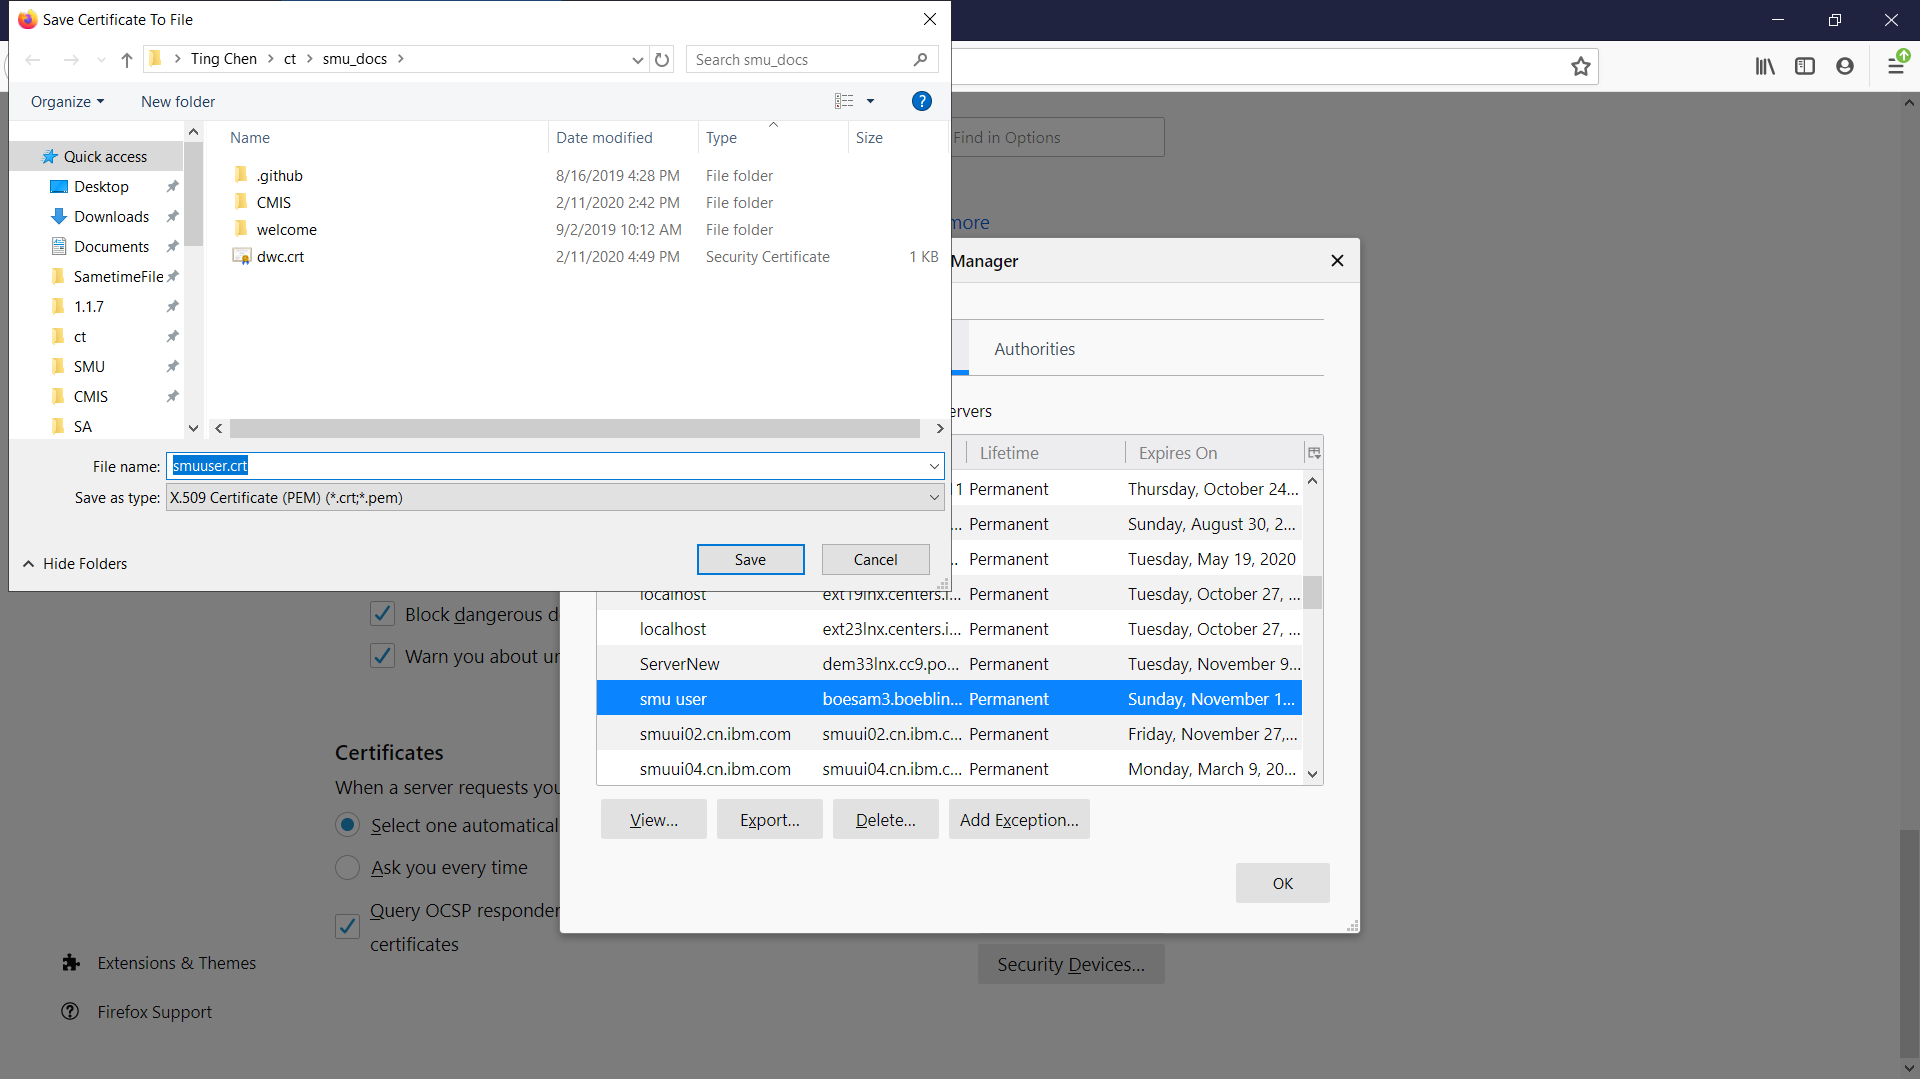 Save Certificate To File
Ting Chen
ct
smu_docs
Search smu_docs
Organize
New folder
?
Name
Date modified
Type
Size
Quick access
Desktop
Downloads
Documents
SametimeFile
1.1.7
ct
SMU
CMIS
SA
.github 8/16/2019 4:28 PM File folder
CMIS 2/11/2020 2:42 PM File folder
welcome 9/2/2019 10:12 AM File folder
dwc.crt 2/11/2020 4:49 PM Security Certificate 1 KB
File name: smuuser.crt
Save as type: X.509 Certificate (PEM) (*.crt;*.pem)
Hide Folders
Save
Cancel
Find in Options
more
Manager
Authorities
ervers
Lifetime
Expires On
11 Permanent Thursday, October 24...
... Permanent Sunday, August 30, 2...
.. Permanent Tuesday, May 19, 2020
localhost ext19lnx.centers.i... Permanent Tuesday, October 27, ...
localhost ext23lnx.centers.i... Permanent Tuesday, October 27, ...
ServerNew dem33lnx.cc9.po... Permanent Tuesday, November 9...
smu user boesam3.boeblin... Permanent Sunday, November 1...
smuui02.cn.ibm.com smuui02.cn.ibm.c... Permanent Friday, November 27,...
smuui04.cn.ibm.com smuui04.cn.ibm.c... Permanent Monday, March 9, 20...
View...
Export...
Delete...
Add Exception...
OK
Block dangerous d
Warn you about un
Certificates
When a server requests you
Select one automatical
Ask you every time
Query OCSP responder
certificates
Security Devices...
Extensions & Themes
Firefox Support